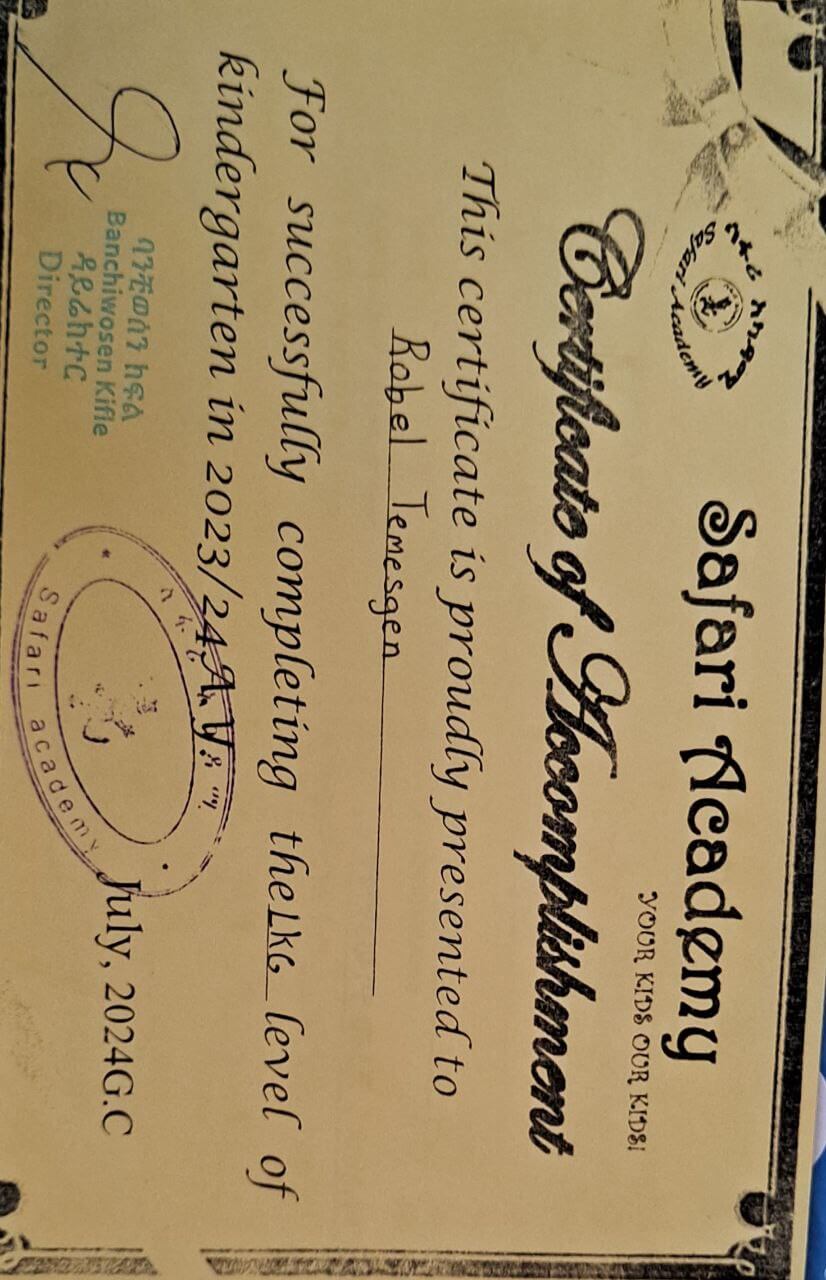 ሳፋሪ አካዳሚ
Safari Academy
Safari Academy
YOUR KIDS OUR KIDS!
Certificate of Accomplishment
This certificate is proudly presented to
Robel Temesgen
For successfully completing the LKG level of
kindergarten in 2023/24 A.Y.
ባንቺወሰን ክፍል
Banchiwosen Kifle
ዳይሬክተር
Director
ሳፋሪ አካዳሚ
Safari academy
July, 2024G.C